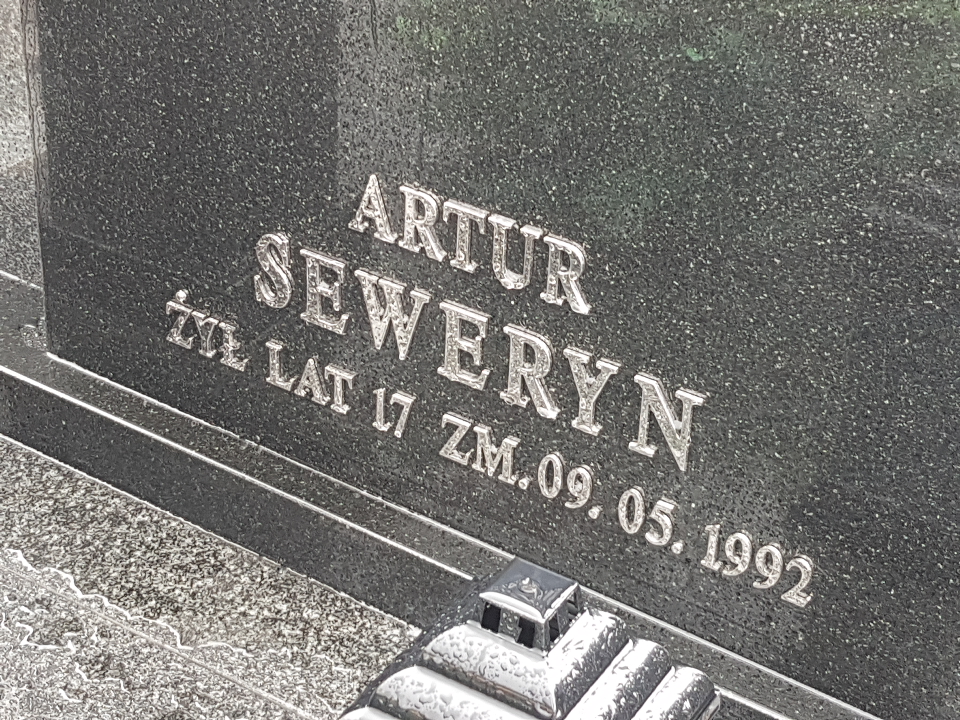 ARTUR
SEWERYN
ŻYŁ LAT 17 ZM. 09. 05. 1992